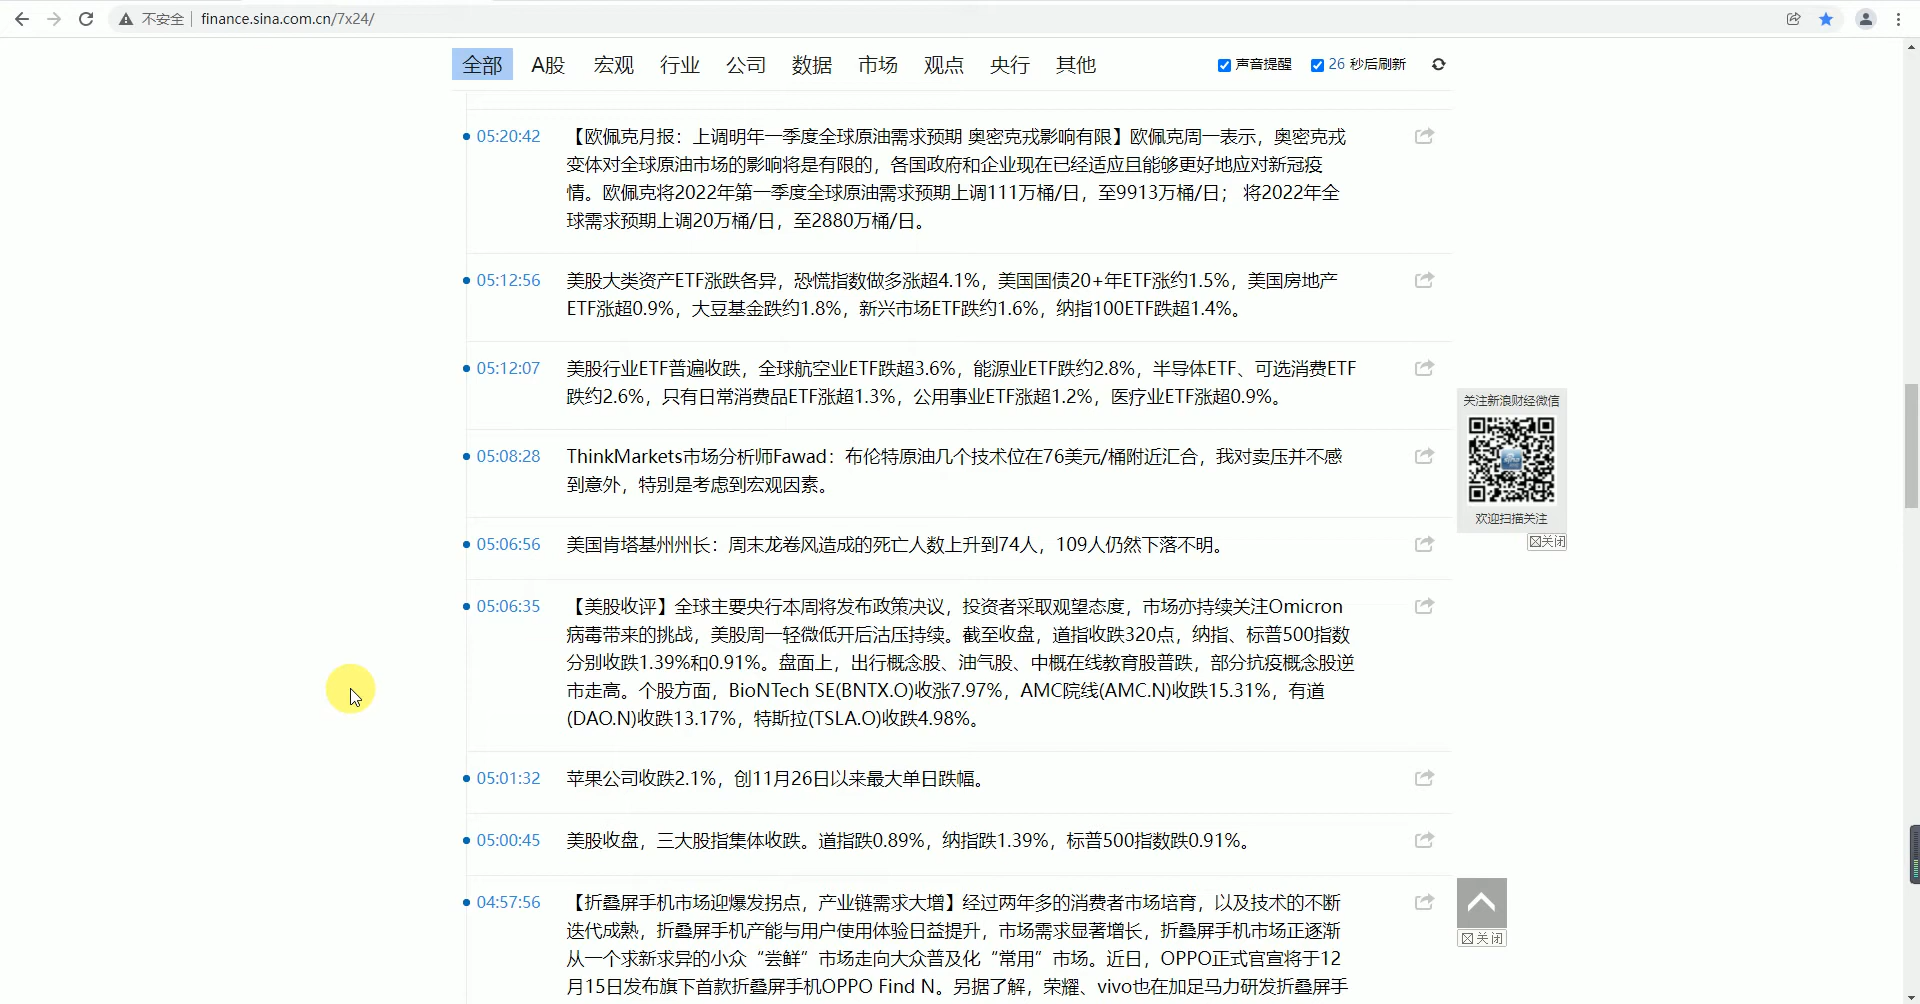 不安全 finance.sina.com.cn/7x24/
全部 A股 宏观 行业 公司 数据 市场 观点 央行 其他 声音提醒 26 秒后刷新
05:20:42 【欧佩克月报：上调明年一季度全球原油需求预期 奥密克戎影响有限】欧佩克周一表示，奥密克戎
变体对全球原油市场的影响将是有限的，各国政府和企业现在已经适应且能够更好地应对新冠疫
情。欧佩克将2022年第一季度全球原油需求预期上调111万桶/日，至9913万桶/日； 将2022年全
球需求预期上调20万桶/日，至2880万桶/日。
05:12:56 美股大类资产ETF涨跌各异，恐慌指数做多涨超4.1%，美国国债20+年ETF涨约1.5%，美国房地产
ETF涨超0.9%，大豆基金跌约1.8%，新兴市场ETF跌约1.6%，纳指100ETF跌超1.4%。
05:12:07 美股行业ETF普遍收跌，全球航空业ETF跌超3.6%，能源业ETF跌约2.8%，半导体ETF、可选消费ETF
跌约2.6%，只有日常消费品ETF涨超1.3%，公用事业ETF涨超1.2%，医疗业ETF涨超0.9%。
05:08:28 ThinkMarkets市场分析师Fawad：布伦特原油几个技术位在76美元/桶附近汇合，我对卖压并不感
到意外，特别是考虑到宏观因素。
05:06:56 美国肯塔基州州长：周末龙卷风造成的死亡人数上升到74人，109人仍然下落不明。
05:06:35 【美股收评】全球主要央行本周将发布政策决议，投资者采取观望态度，市场亦持续关注Omicron
病毒带来的挑战，美股周一轻微低开后沽压持续。截至收盘，道指收跌320点，纳指、标普500指数
分别收跌1.39%和0.91%。盘面上，出行概念股、油气股、中概在线教育股普跌，部分抗疫概念股逆
市走高。个股方面，BioNTech SE(BNTX.O)收涨7.97%，AMC院线(AMC.N)收跌15.31%，有道
(DAO.N)收跌13.17%，特斯拉(TSLA.O)收跌4.98%。
05:01:32 苹果公司收跌2.1%，创11月26日以来最大单日跌幅。
05:00:45 美股收盘，三大股指集体收跌。道指跌0.89%，纳指跌1.39%，标普500指数跌0.91%。
04:57:56 【折叠屏手机市场迎爆发拐点，产业链需求大增】经过两年多的消费者市场培育，以及技术的不断
迭代成熟，折叠屏手机产能与用户使用体验日益提升，市场需求显著增长，折叠屏手机市场正逐渐
从一个求新求异的小众“尝鲜”市场走向大众普及化“常用”市场。近日，OPPO正式官宣将于12
月15日发布旗下首款折叠屏手机OPPO Find N。另据了解，荣耀、vivo也在加足马力研发折叠屏手
关注新浪财经微信
欢迎扫描关注
关闭
关闭